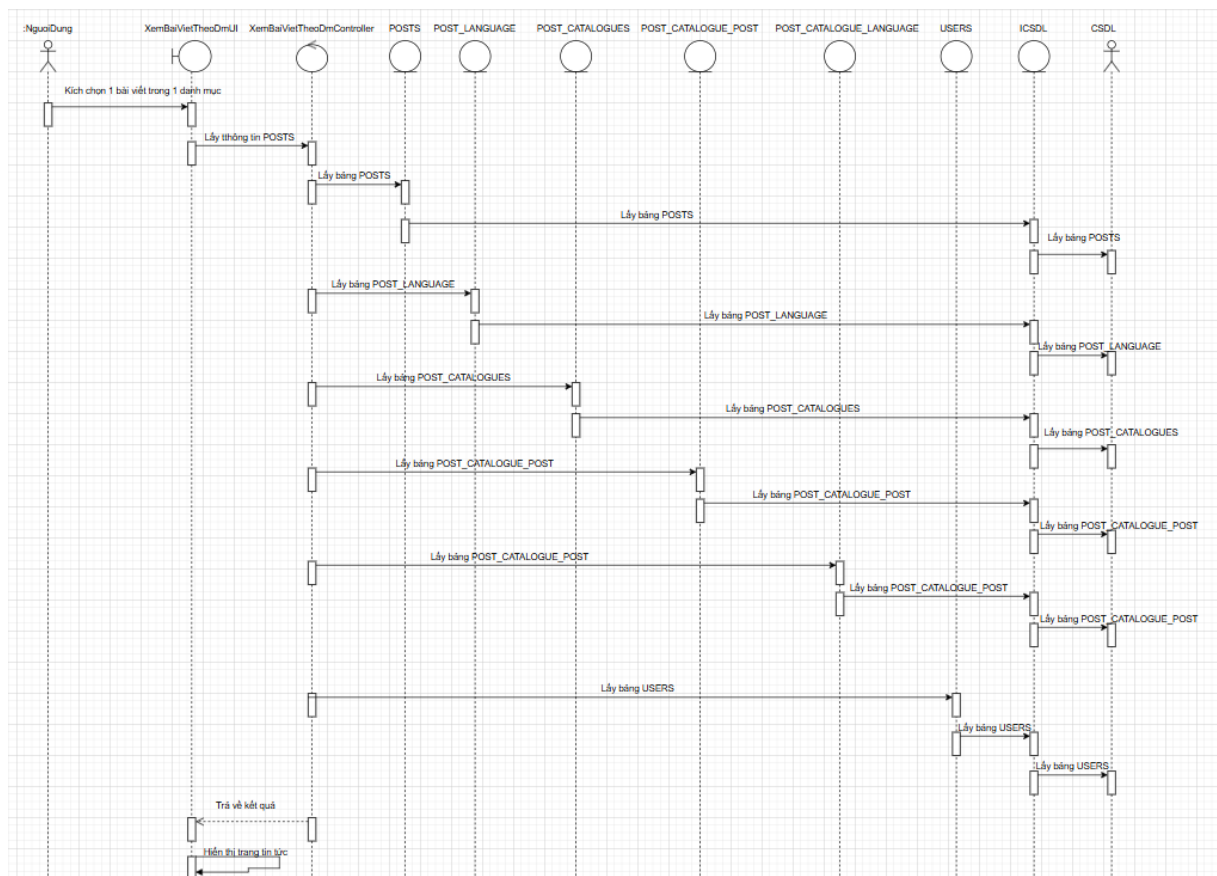 :NguoiDung XemBaiVietTheoDmUI XemBaiVietTheoDmController POSTS POST_LANGUAGE POST_CATALOGUES POST_CATALOGUE_POST POST_CATALOGUE_LANGUAGE USERS ICSDL CSDL
Kích chọn 1 bài viết trong 1 danh mục
Lấy tthông tin POSTS
Lấy bảng POSTS
Lấy bảng POSTS
Lấy bảng POSTS
Lấy bảng POST_LANGUAGE
Lấy bảng POST_LANGUAGE
Lấy bảng POST_LANGUAGE
Lấy bảng POST_CATALOGUES
Lấy bảng POST_CATALOGUES
Lấy bảng POST_CATALOGUES
Lấy bảng POST_CATALOGUE_POST
Lấy bảng POST_CATALOGUE_POST
Lấy bảng POST_CATALOGUE_POST
Lấy bảng POST_CATALOGUE_POST
Lấy bảng POST_CATALOGUE_POST
Lấy bảng POST_CATALOGUE_POST
Lấy bảng USERS
Lấy bảng USERS
Lấy bảng USERS
Trả về kết quả
Hiển thị trang tin tức